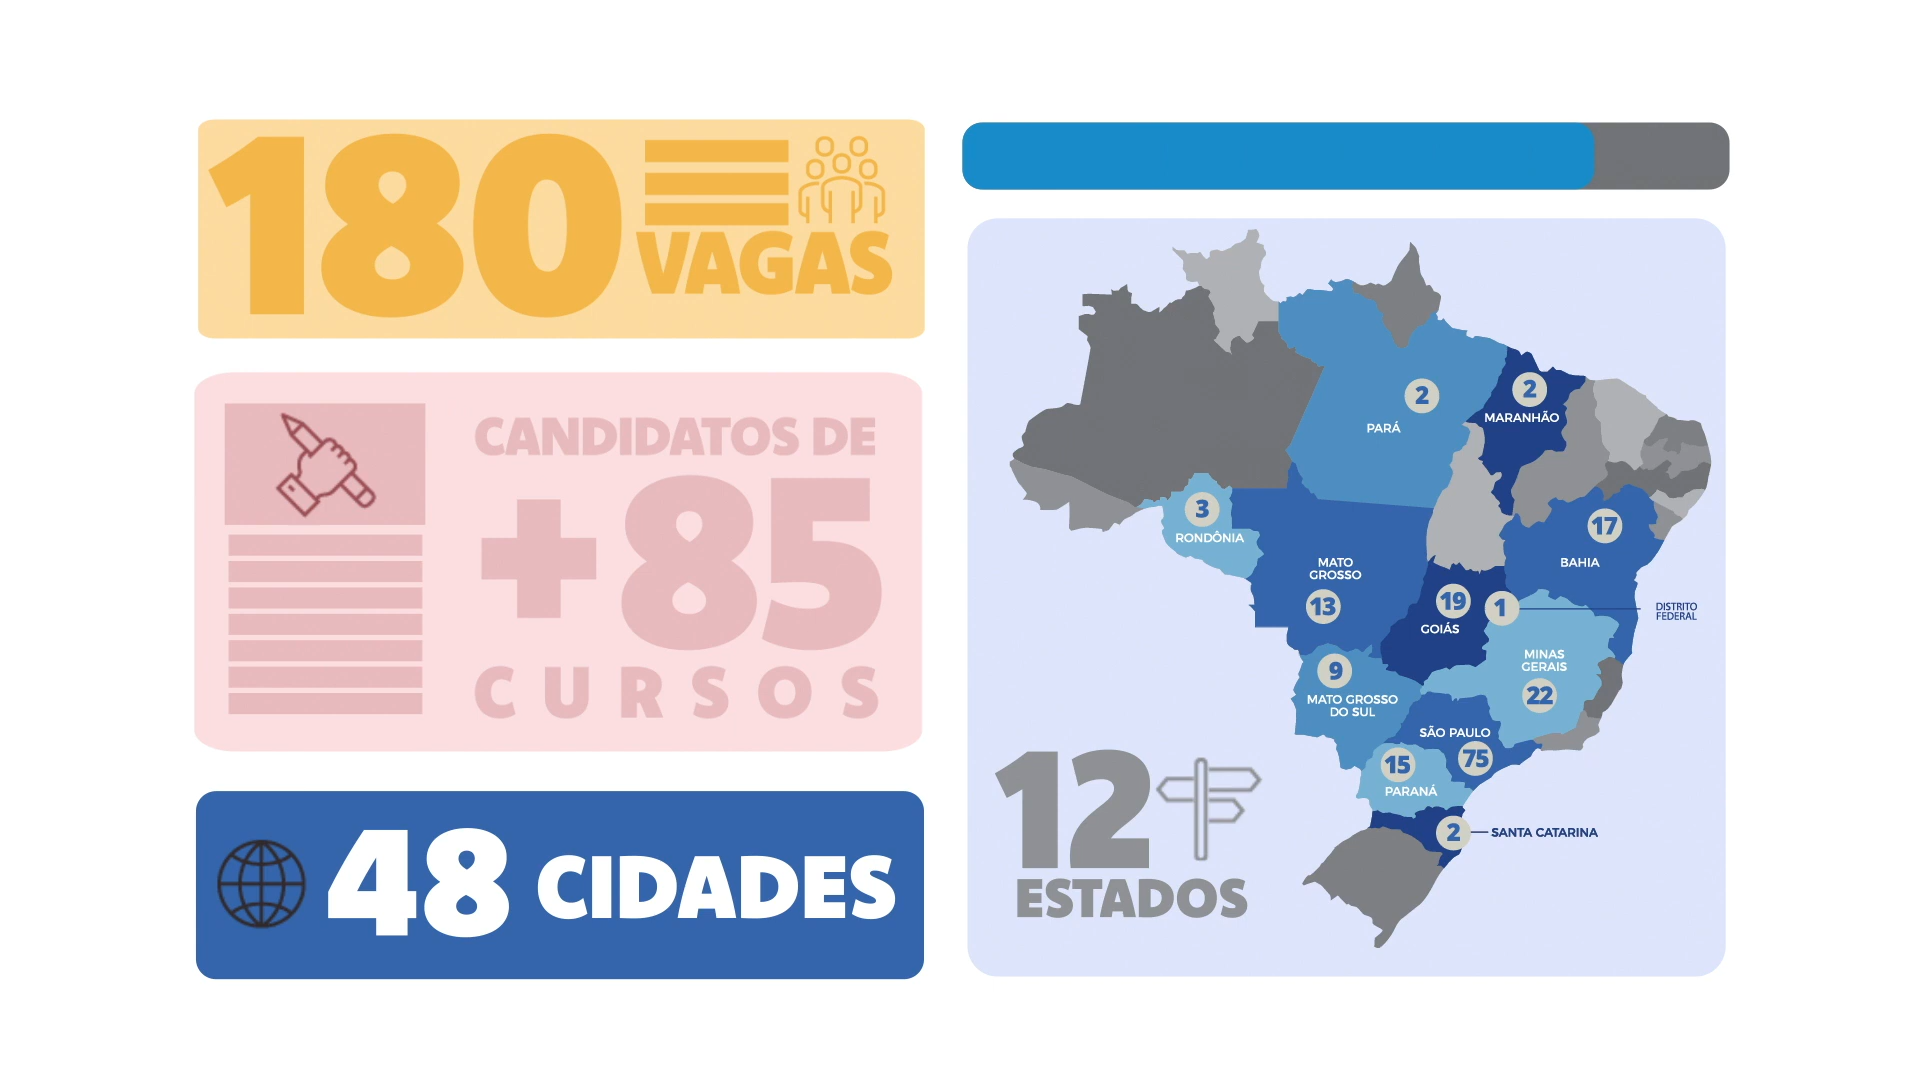 180
VAGAS
CANDIDATOS DE
+85
CURSOS
48 CIDADES
2
PARÁ
2
MARANHÃO
3
RONDÔNIA
MATO
GROSSO
13
17
BAHIA
19
GOIÁS
1
DISTRITO
FEDERAL
MINAS
GERAIS
22
9
MATO GROSSO
DO SUL
SÃO PAULO
75
15
PARANÁ
2
SANTA CATARINA
12
ESTADOS